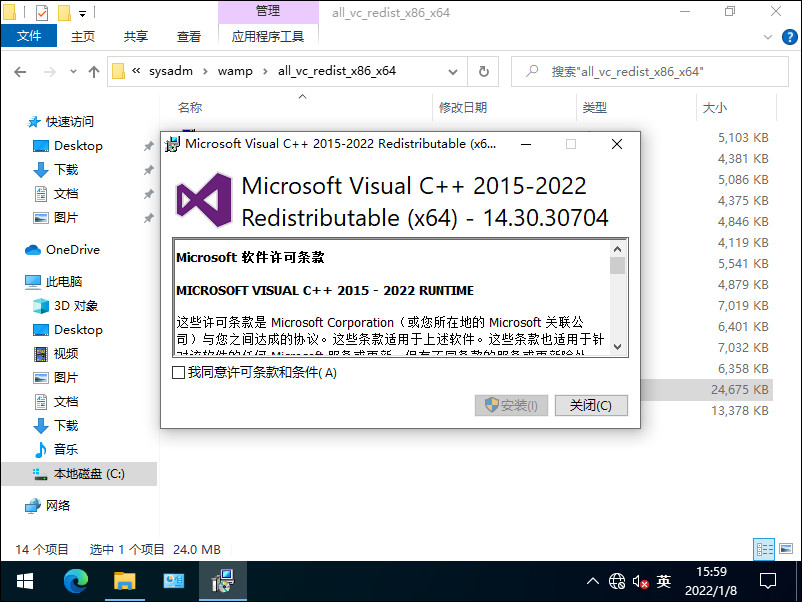 管理
all_vc_redist_x86_x64
文件
主页
共享
查看
应用程序工具
« sysadm › wamp › all_vc_redist_x86_x64
搜索"all_vc_redist_x86_x64"
名称
修改日期
类型
大小
快速访问
Desktop
下载
文档
图片
OneDrive
此电脑
3D 对象
Desktop
视频
图片
文档
下载
音乐
本地磁盘 (C:)
网络
5,103 KB
4,381 KB
5,086 KB
4,375 KB
4,846 KB
4,119 KB
5,541 KB
4,879 KB
7,019 KB
6,401 KB
7,032 KB
6,358 KB
24,675 KB
13,378 KB
Microsoft Visual C++ 2015-2022 Redistributable (x6...
Microsoft Visual C++ 2015-2022
Redistributable (x64) - 14.30.30704
Microsoft 软件许可条款
MICROSOFT VISUAL C++ 2015 - 2022 RUNTIME
这些许可条款是 Microsoft Corporation（或您所在地的 Microsoft 关联公
司）与您之间达成的协议。这些条款适用于上述软件。这些条款也适用于针
我同意许可条款和条件(A)
安装(I)
关闭(C)
14 个项目
选中 1 个项目 24.0 MB
英
15:59
2022/1/8